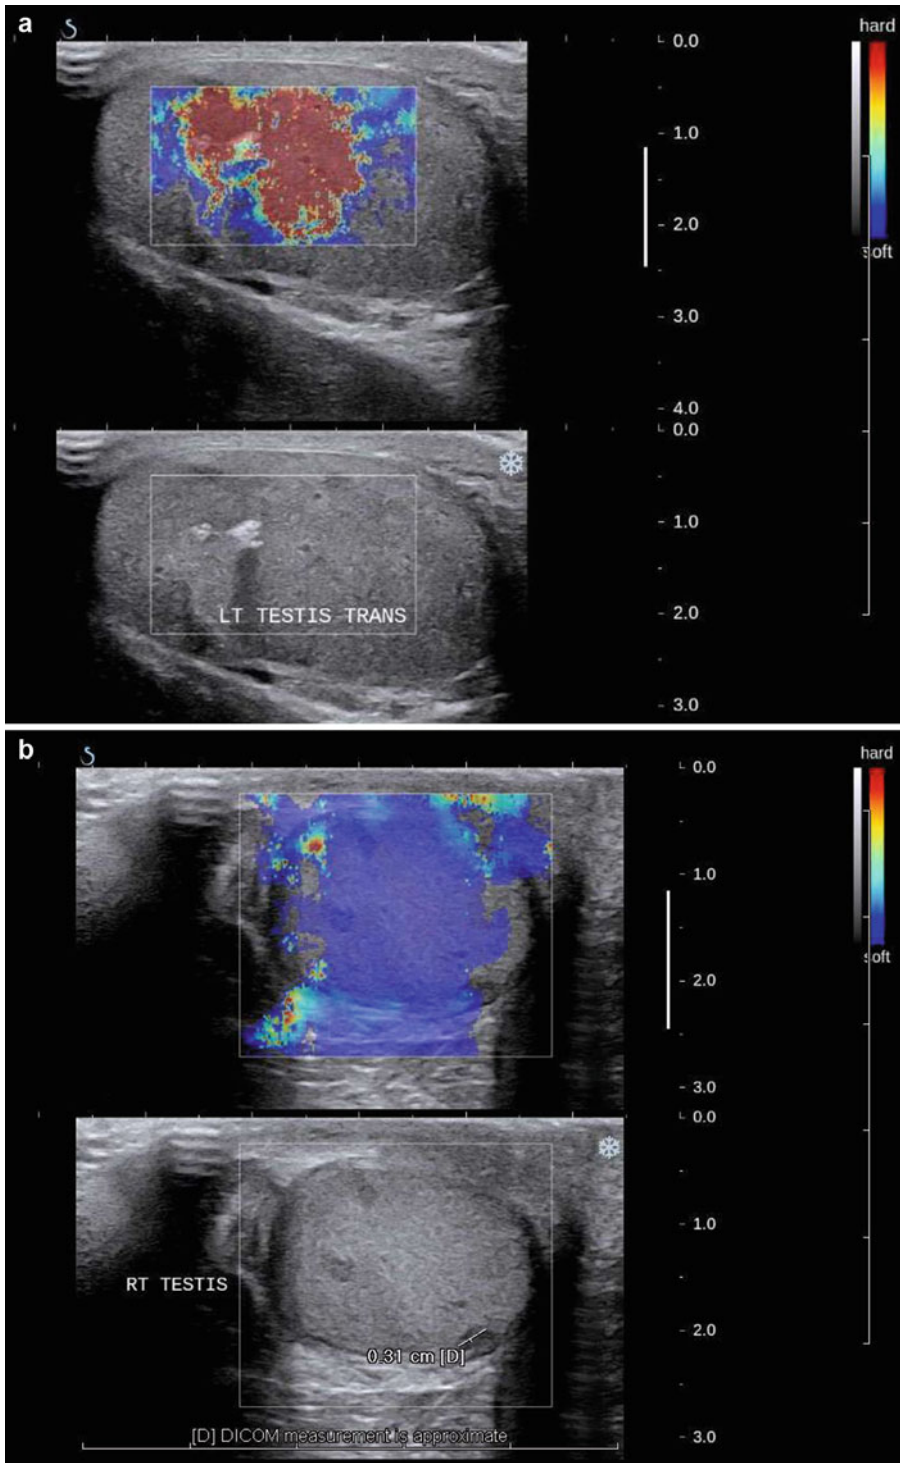 a
hard
0.0
1.0
2.0
soft
3.0
4.0
0.0
1.0
LT TESTIS TRANS
2.0
3.0
b
hard
0.0
1.0
soft
2.0
3.0
0.0
1.0
RT TESTIS
2.0
0.31 cm [D]
[D] DICOM measurement is approximate
3.0